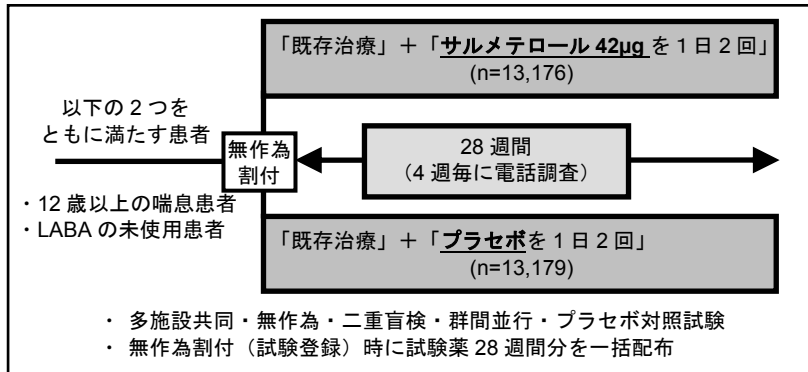 「既存治療」＋「サルメテロール 42μg を 1 日 2 回」
(n=13,176)
以下の 2 つを
ともに満たす患者
無作為
割付
28 週間
（4 週毎に電話調査）
・12 歳以上の喘息患者
・LABA の未使用患者
「既存治療」＋「プラセボを 1 日 2 回」
(n=13,179)
・ 多施設共同・無作為・二重盲検・群間並行・プラセボ対照試験
・ 無作為割付（試験登録）時に試験薬 28 週間分を一括配布